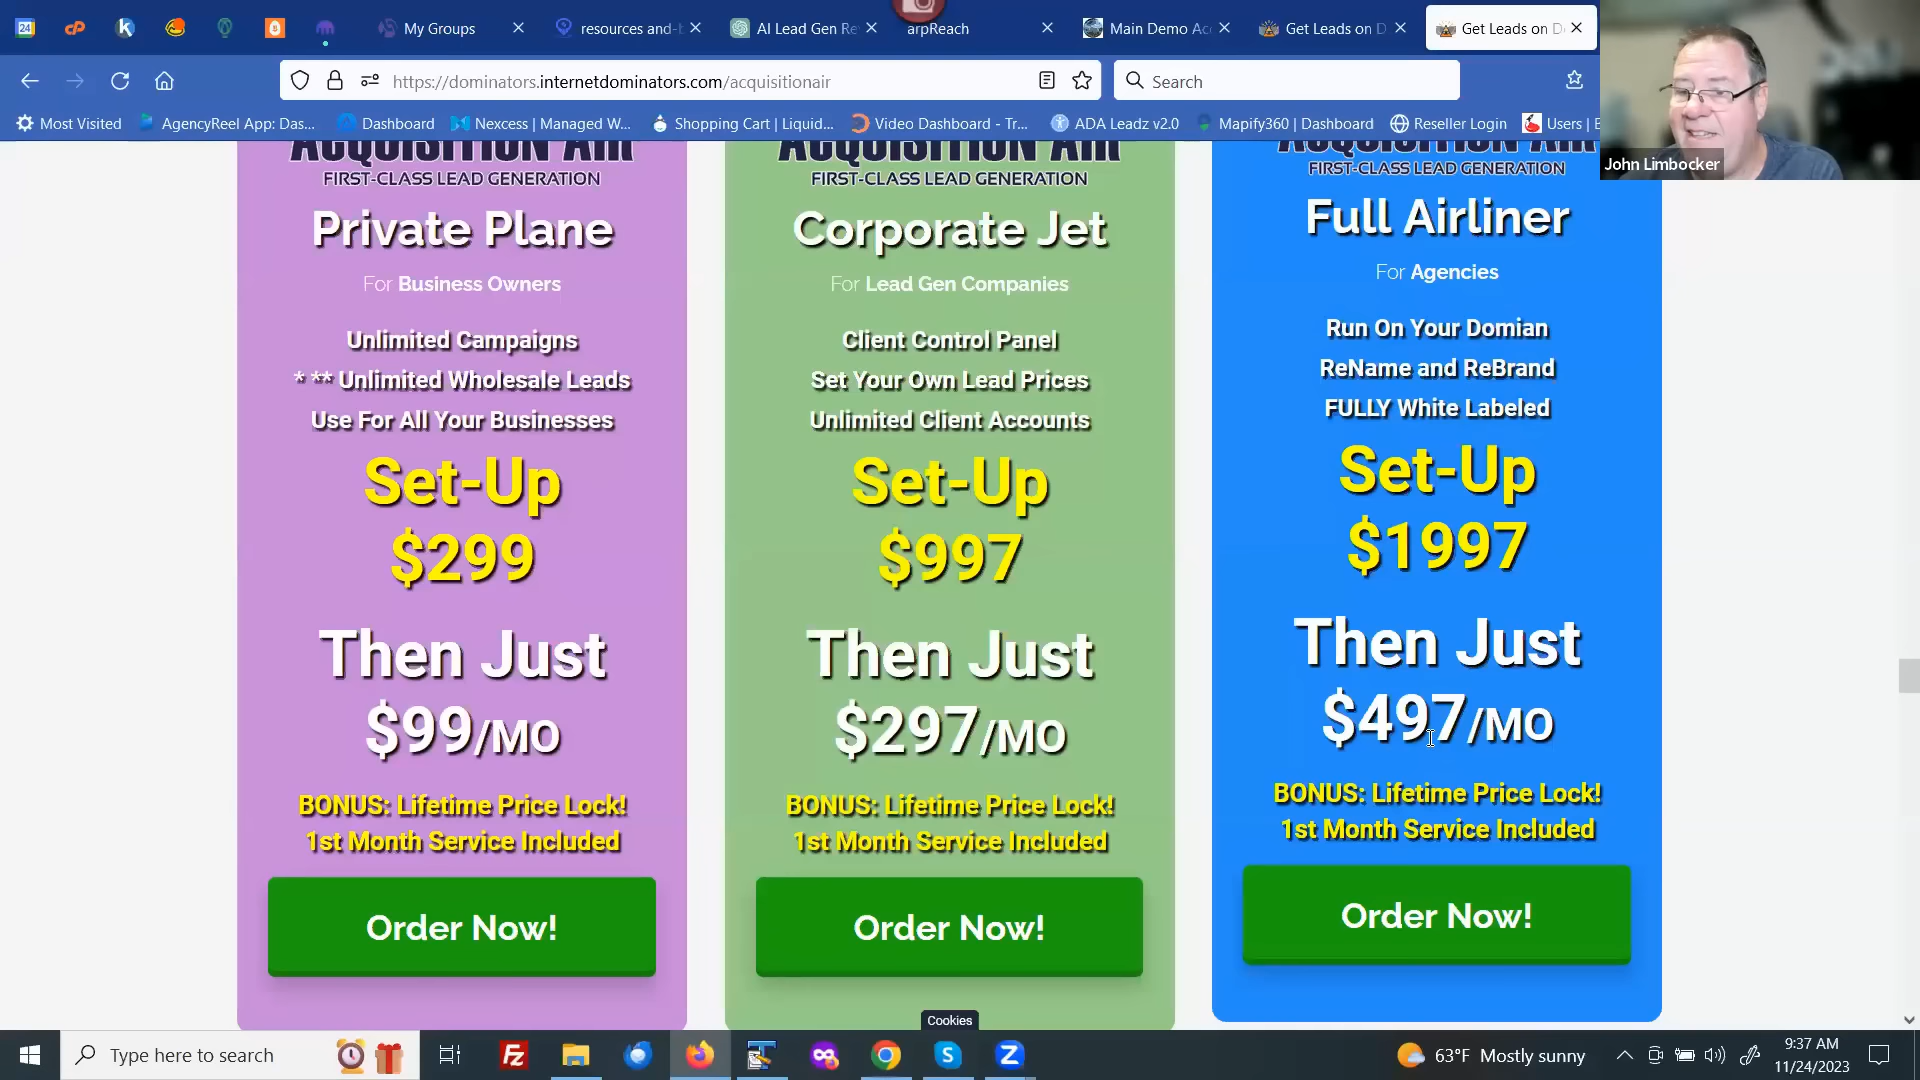 24
My Groups
resources and-b
AI Lead Gen Re
arpReach
Main Demo Acc
Get Leads on D
Get Leads on D
https://dominators.internetdominators.com/acquisitionair
Search
Most Visited
AgencyReel App: Das...
Dashboard
Nexcess | Managed W...
Shopping Cart | Liquid...
Video Dashboard - Tr...
ADA Leadz v2.0
Mapify360 | Dashboard
Reseller Login
Users | E
John Limbocker
ACQUISITION AIR
FIRST-CLASS LEAD GENERATION
Private Plane
For Business Owners
Unlimited Campaigns
* ** Unlimited Wholesale Leads
Use For All Your Businesses
Set-Up
$299
Then Just
$99/MO
BONUS: Lifetime Price Lock!
1st Month Service Included
Order Now!
ACQUISITION AIR
FIRST-CLASS LEAD GENERATION
Corporate Jet
For Lead Gen Companies
Client Control Panel
Set Your Own Lead Prices
Unlimited Client Accounts
Set-Up
$997
Then Just
$297/MO
BONUS: Lifetime Price Lock!
1st Month Service Included
Order Now!
ACQUISITION AIR
FIRST-CLASS LEAD GENERATION
Full Airliner
For Agencies
Run On Your Domian
ReName and ReBrand
FULLY White Labeled
Set-Up
$1997
Then Just
$497/MO
BONUS: Lifetime Price Lock!
1st Month Service Included
Order Now!
Cookies
Type here to search
63°F Mostly sunny
9:37 AM
11/24/2023